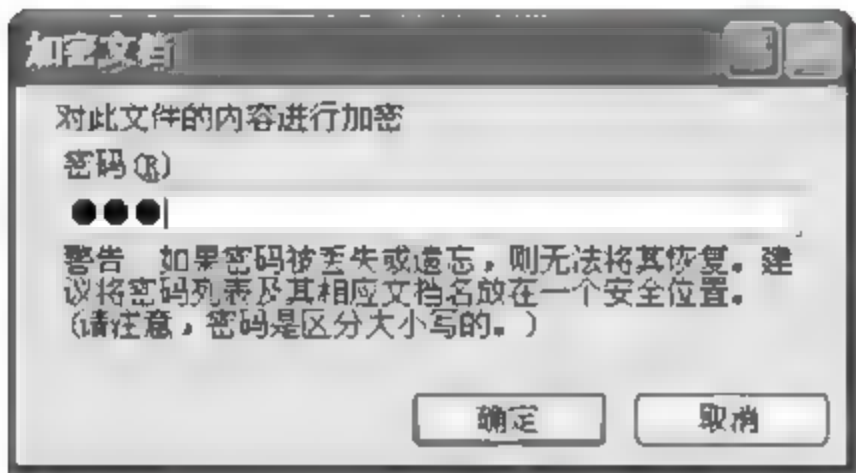 加密文档
对此文件的内容进行加密
密码(R)
●●●
警告 如果密码被丢失或遗忘，则无法将其恢复。建
议将密码列表及其相应文档名放在一个安全位置。
(请注意，密码是区分大小写的。)
确定 取消